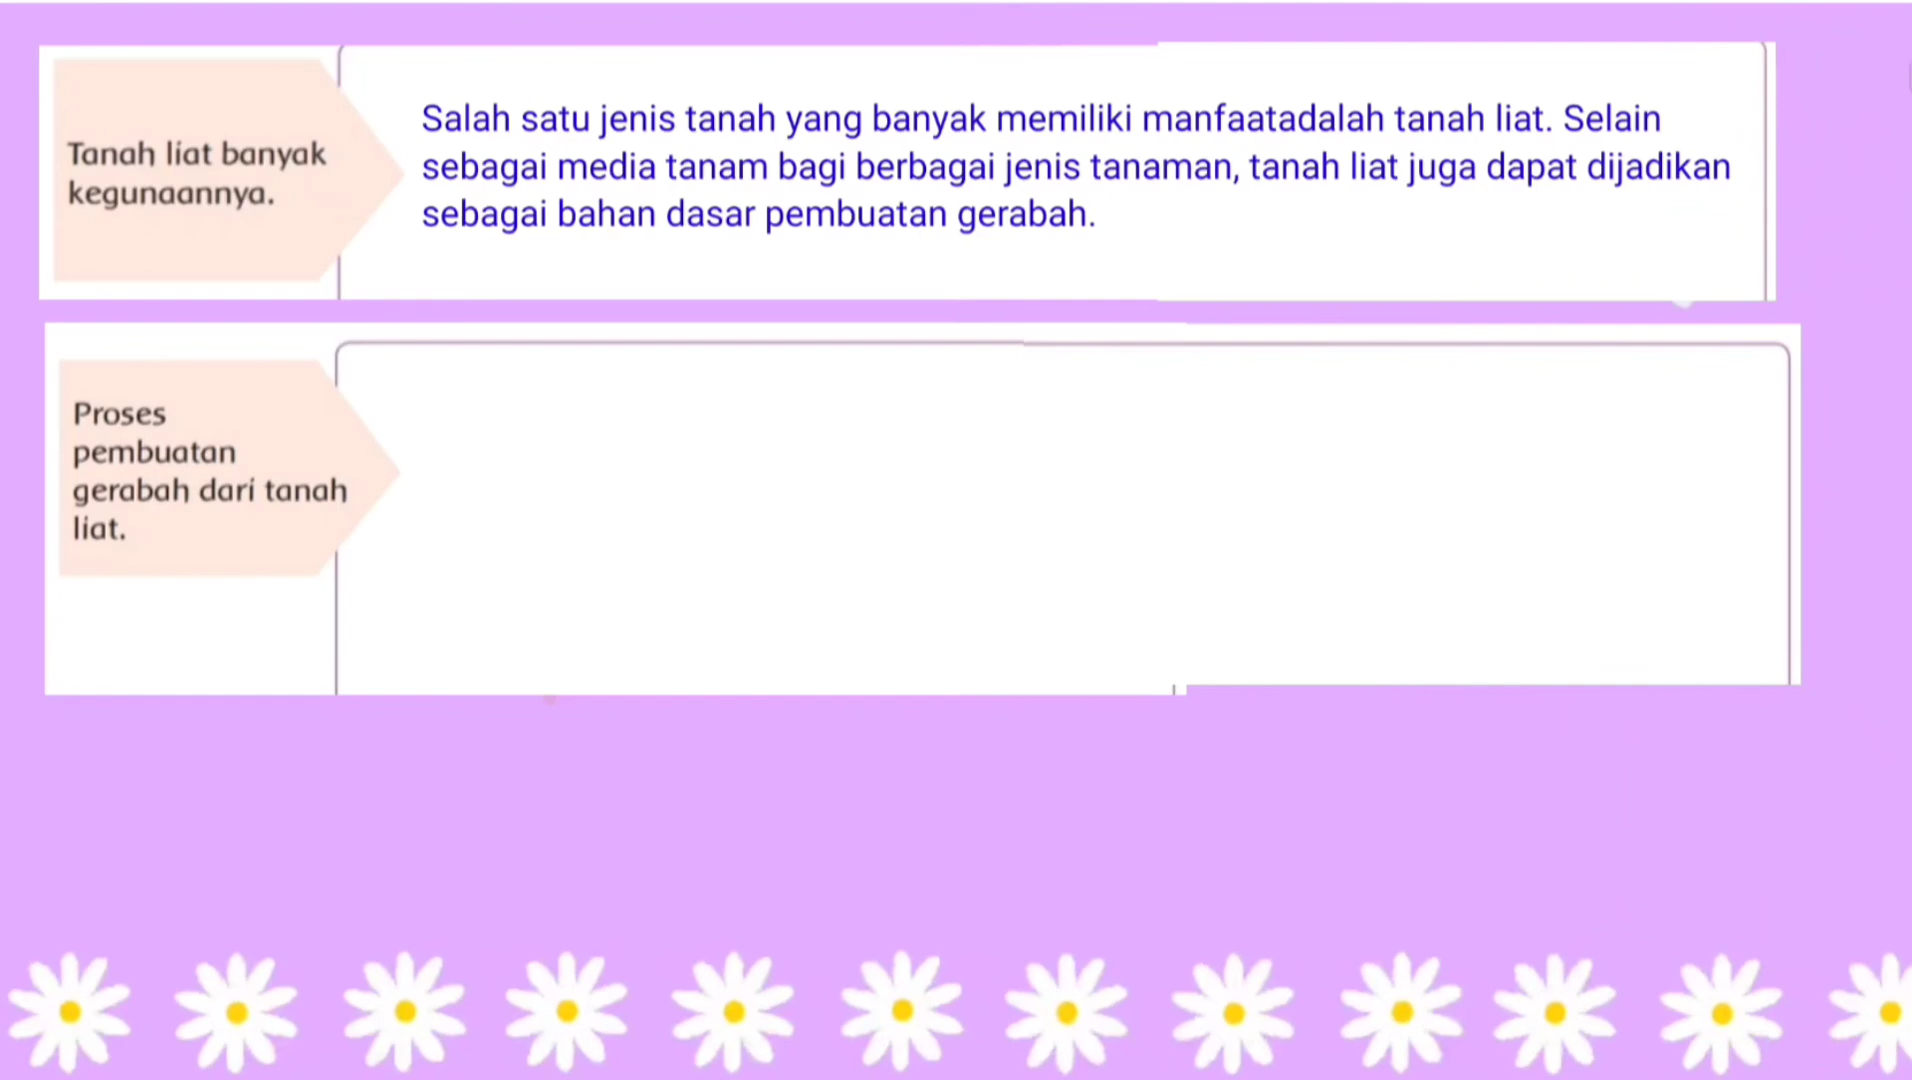 Tanah liat banyak
kegunaannya.
Salah satu jenis tanah yang banyak memiliki manfaatadalah tanah liat. Selain
sebagai media tanam bagi berbagai jenis tanaman, tanah liat juga dapat dijadikan
sebagai bahan dasar pembuatan gerabah.
Proses
pembuatan
gerabah dari tanah
liat.